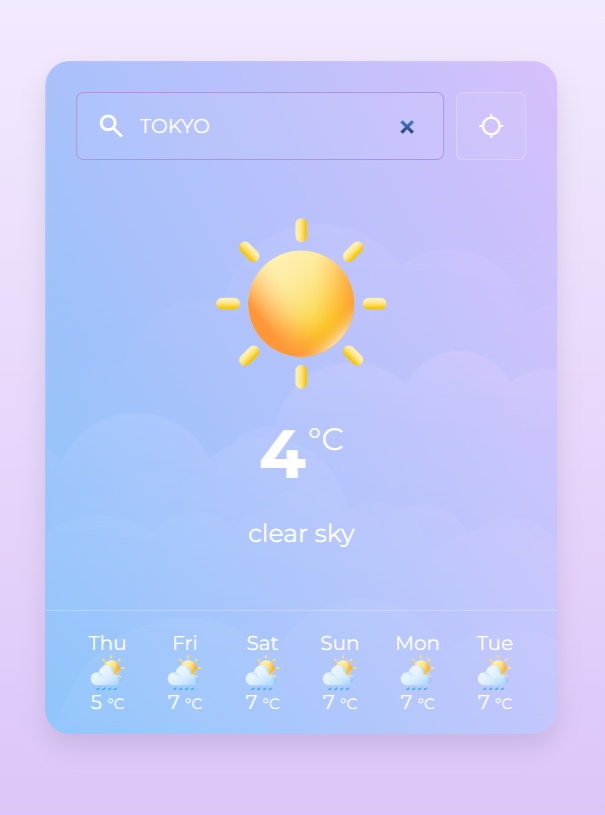 TOKYO
4 °C
clear sky
Thu Fri Sat Sun Mon Tue
5 °C 7 °C 7 °C 7 °C 7 °C 7 °C